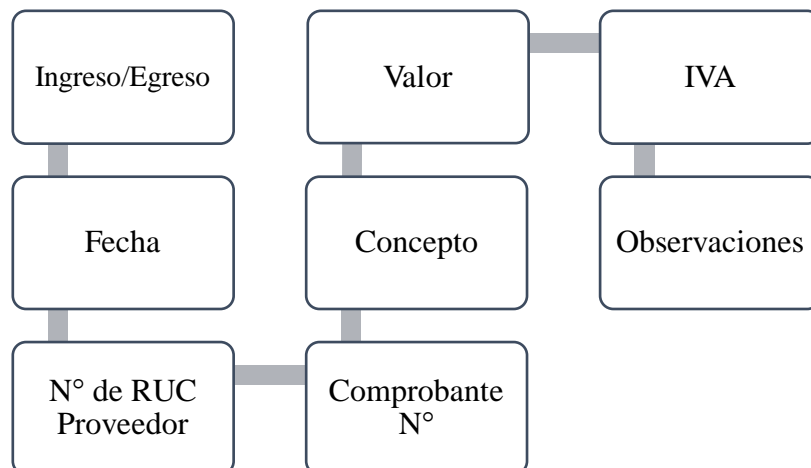 Ingreso/Egreso
Fecha
N° de RUC
Proveedor
Comprobante
N°
Concepto
Valor
IVA
Observaciones